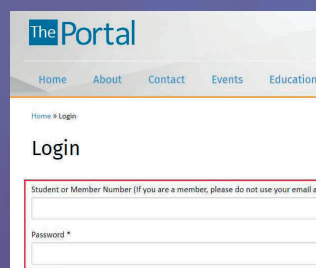 The Portal
Home About Contact Events Education
Home » Login
Login
Student or Member Number (If you are a member, please do not use your email a
Password *